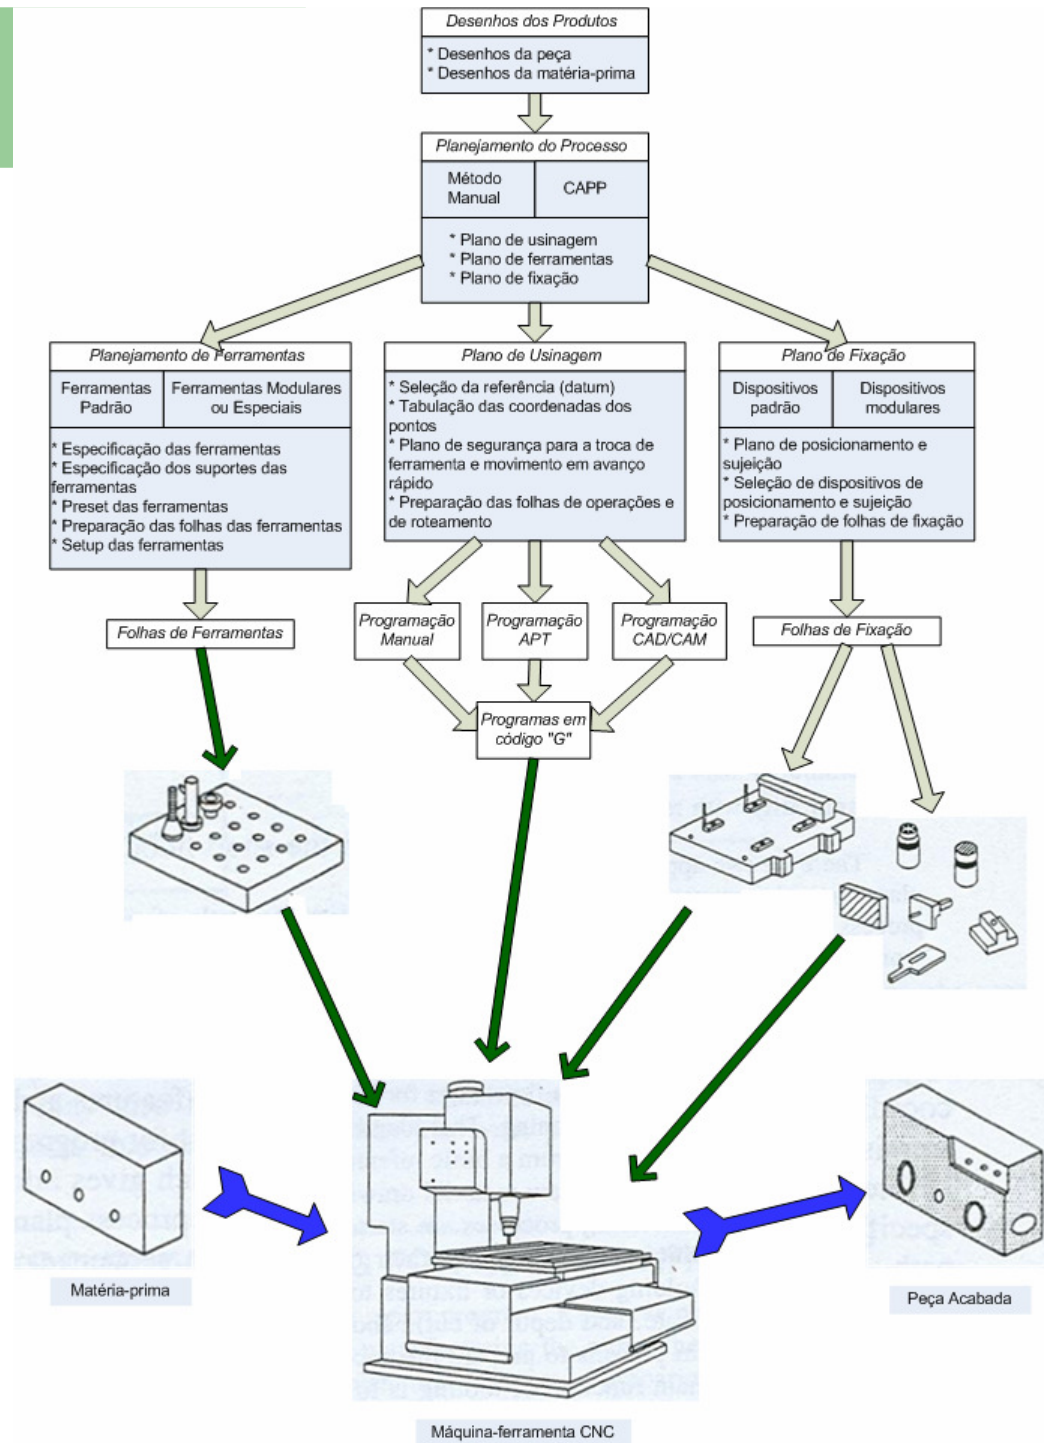 Desenhos dos Produtos
* Desenhos da peça
* Desenhos da matéria-prima
Planejamento do Processo
Método
Manual
CAPP
* Plano de usinagem
* Plano de ferramentas
* Plano de fixação
Planejamento de Ferramentas
Ferramentas
Padrão
Ferramentas Modulares
ou Especiais
* Especificação das ferramentas
* Especificação dos suportes das
ferramentas
* Preset das ferramentas
* Preparação das folhas das ferramentas
* Setup das ferramentas
Plano de Usinagem
* Seleção da referência (datum)
* Tabulação das coordenadas dos
pontos
* Plano de segurança para a troca de
ferramenta e movimento em avanço
rápido
* Preparação das folhas de operações e
de roteamento
Plano de Fixação
Dispositivos
padrão
Dispositivos
modulares
* Plano de posicionamento e
sujeição
* Seleção de dispositivos de
posicionamento e sujeição
* Preparação de folhas de fixação
Folhas de Ferramentas
Programação
Manual
Programação
APT
Programação
CAD/CAM
Folhas de Fixação
Programas em
código "G"
Matéria-prima
Peça Acabada
Máquina-ferramenta CNC